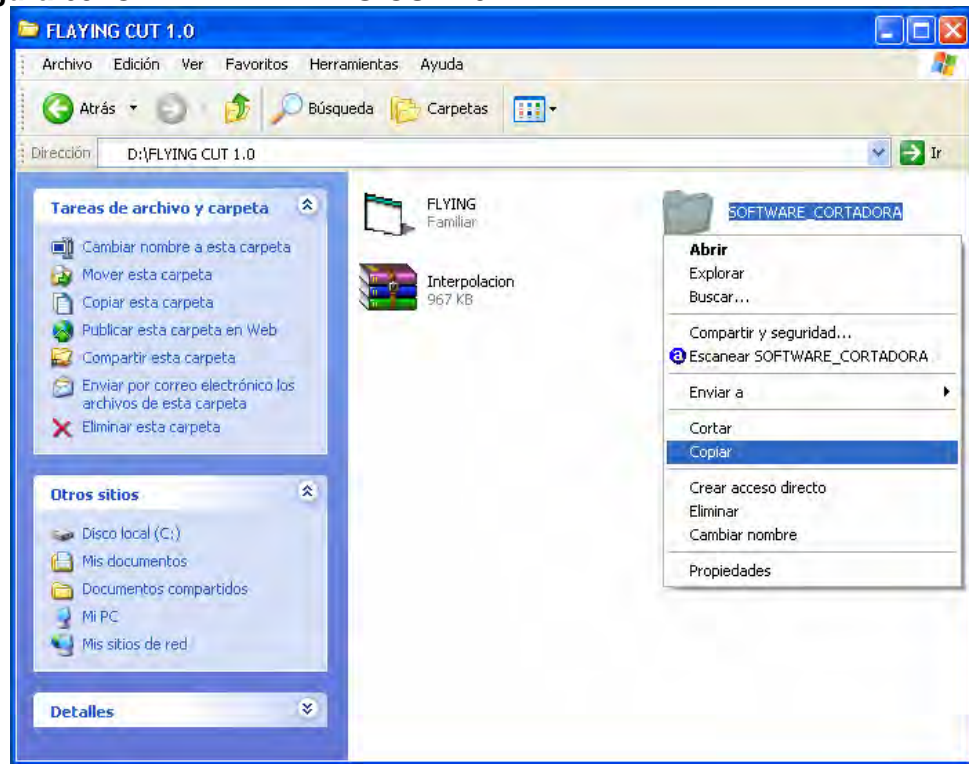 FLAYING CUT 1.0
Archivo Edición Ver Favoritos Herramientas Ayuda
Atrás Búsqueda Carpetas
Dirección D:\FLYING CUT 1.0 Ir
Tareas de archivo y carpeta
Cambiar nombre a esta carpeta
Mover esta carpeta
Copiar esta carpeta
Publicar esta carpeta en Web
Compartir esta carpeta
Enviar por correo electrónico los
archivos de esta carpeta
Eliminar esta carpeta
Otros sitios
Disco local (C:)
Mis documentos
Documentos compartidos
Mi PC
Mis sitios de red
Detalles
FLYING
Familiar
Interpolacion
967 KB
SOFTWARE_CORTADORA
Abrir
Explorar
Buscar...
Compartir y seguridad...
Escanear SOFTWARE_CORTADORA
Enviar a
Cortar
Copiar
Crear acceso directo
Eliminar
Cambiar nombre
Propiedades